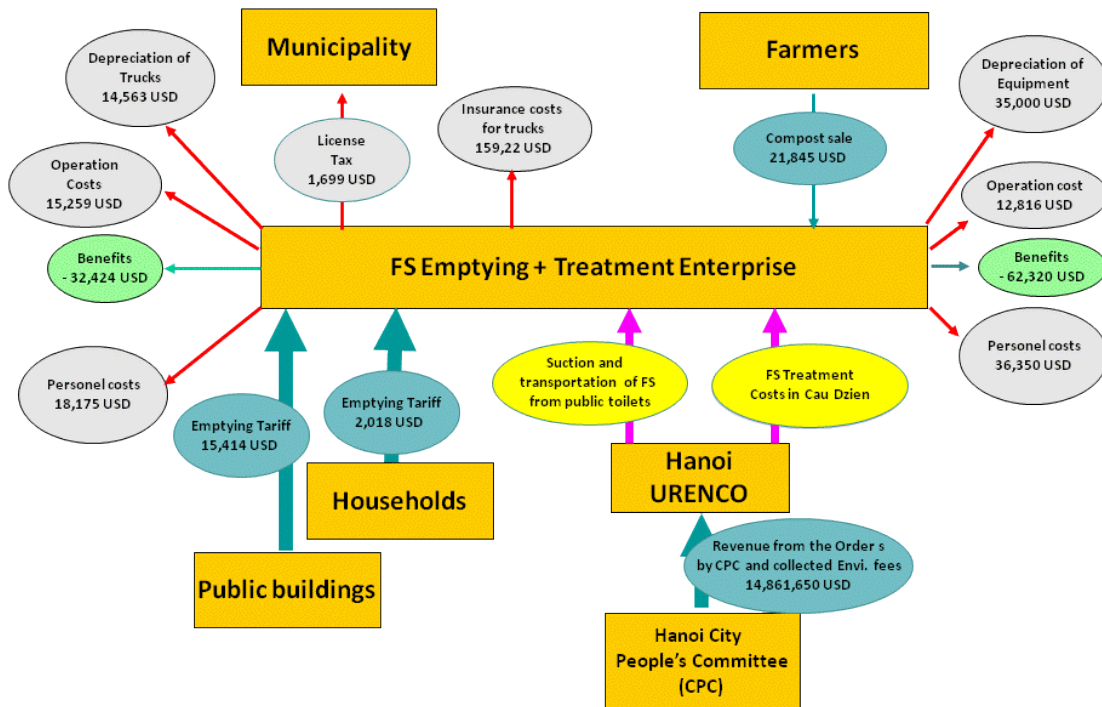 Municipality
Farmers
Depreciation of
Trucks
14,563 USD
Depreciation of
Equipment
35,000 USD
Insurance costs
for trucks
159,22 USD
License
Tax
1,699 USD
Compost sale
21,845 USD
Operation
Costs
15,259 USD
Operation cost
12,816 USD
Benefits
- 32,424 USD
FS Emptying + Treatment Enterprise
Benefits
- 62,320 USD
Personel costs
18,175 USD
Emptying Tariff
15,414 USD
Emptying Tariff
2,018 USD
Suction and
transportation of FS
from public toilets
FS Treatment
Costs in Cau Dzien
Personel costs
36,350 USD
Households
Hanoi
URENCO
Public buildings
Revenue from the Order s
by CPC and collected Envi. fees
14,861,650 USD
Hanoi City
People’s Committee
(CPC)